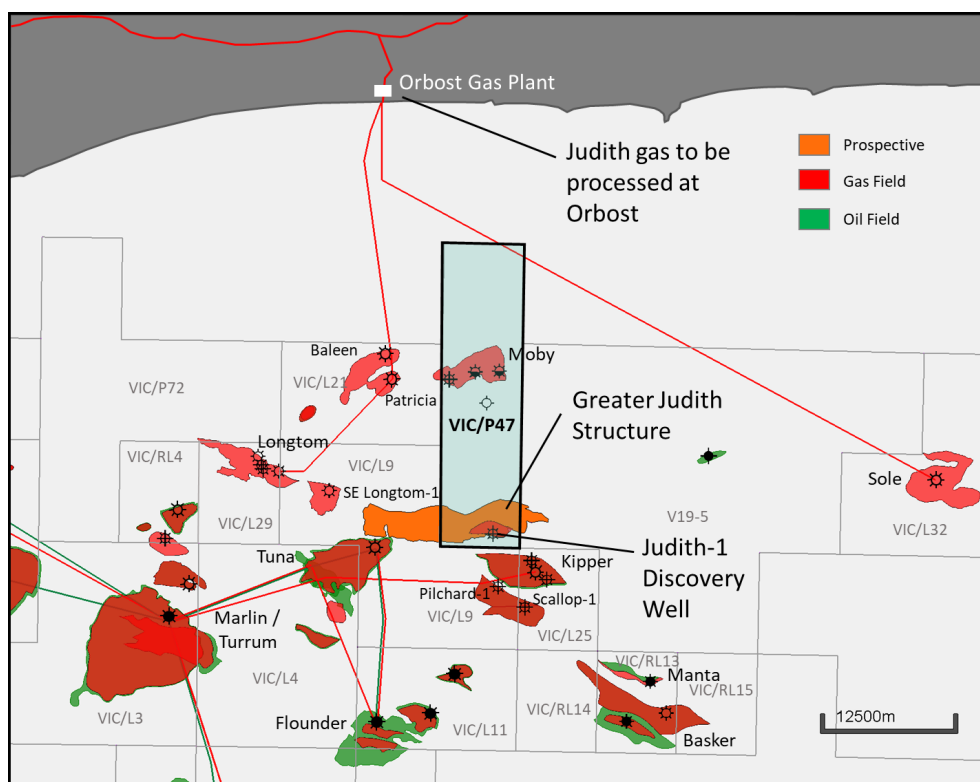 Orbost Gas Plant
Judith gas to be
processed at
Orbost
Prospective
Gas Field
Oil Field
Baleen
Moby
VIC/P72
VIC/L21
Patricia
VIC/P47
Greater Judith
Structure
Longtom
VIC/RL4
VIC/L9
SE Longtom-1
Sole
VIC/L29
V19-5
VIC/L32
Tuna
Kipper
Judith-1
Discovery
Well
Pilchard-1
Scallop-1
VIC/L9
Marlin /
Turrum
VIC/L25
VIC/RL13
VIC/L4
Manta
VIC/RL15
VIC/L3
VIC/RL14
Flounder
VIC/L11
Basker
12500m